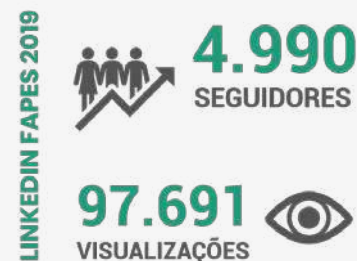 LINKEDIN FAPES 2019
4.990
SEGUIDORES
97.691
VISUALIZAÇÕES